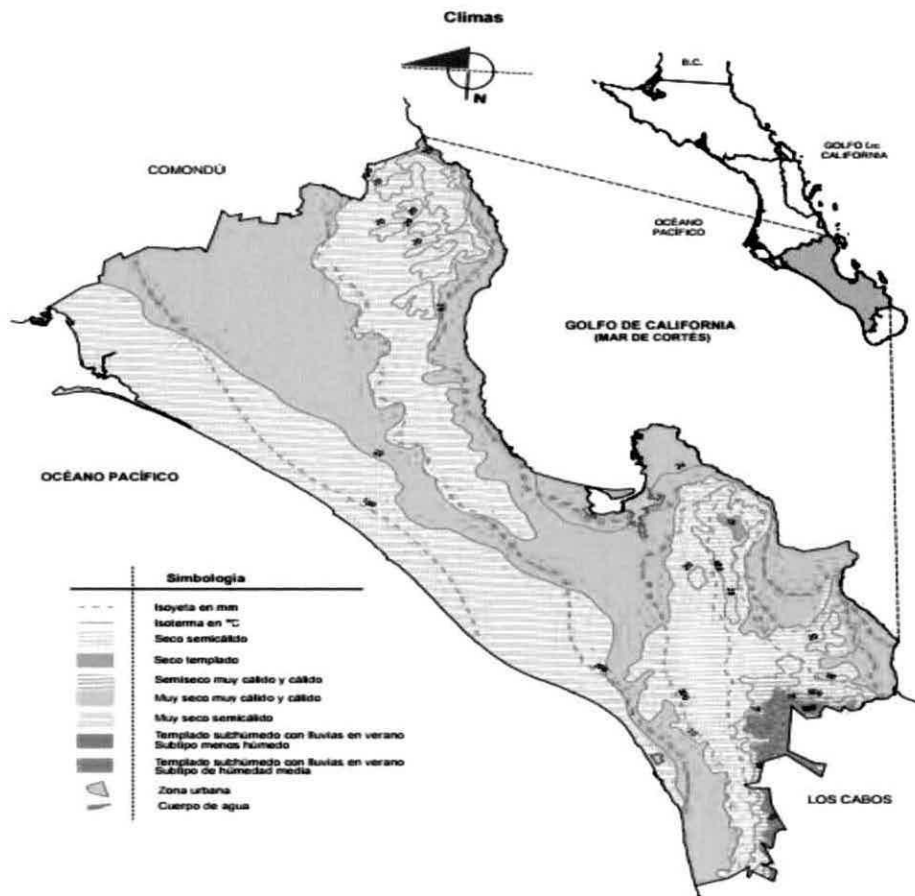 Climas
N
B.C.
GOLFO
CALIFORNIA
OCÉANO
PACÍFICO
COMONDÚ
GOLFO DE CALIFORNIA
(MAR DE CORTÉS)
OCÉANO PACÍFICO
LOS CABOS
Simbología
Isoyeta en mm
Isoterma en °C
Seco semicálido
Seco templado
Semiseco muy cálido y cálido
Muy seco muy cálido y cálido
Muy seco semicálido
Templado subhúmedo con lluvias en verano
Subtipo menos húmedo
Templado subhúmedo con lluvias en verano
Subtipo de húmedad media
Zona urbana
Cuerpo de agua